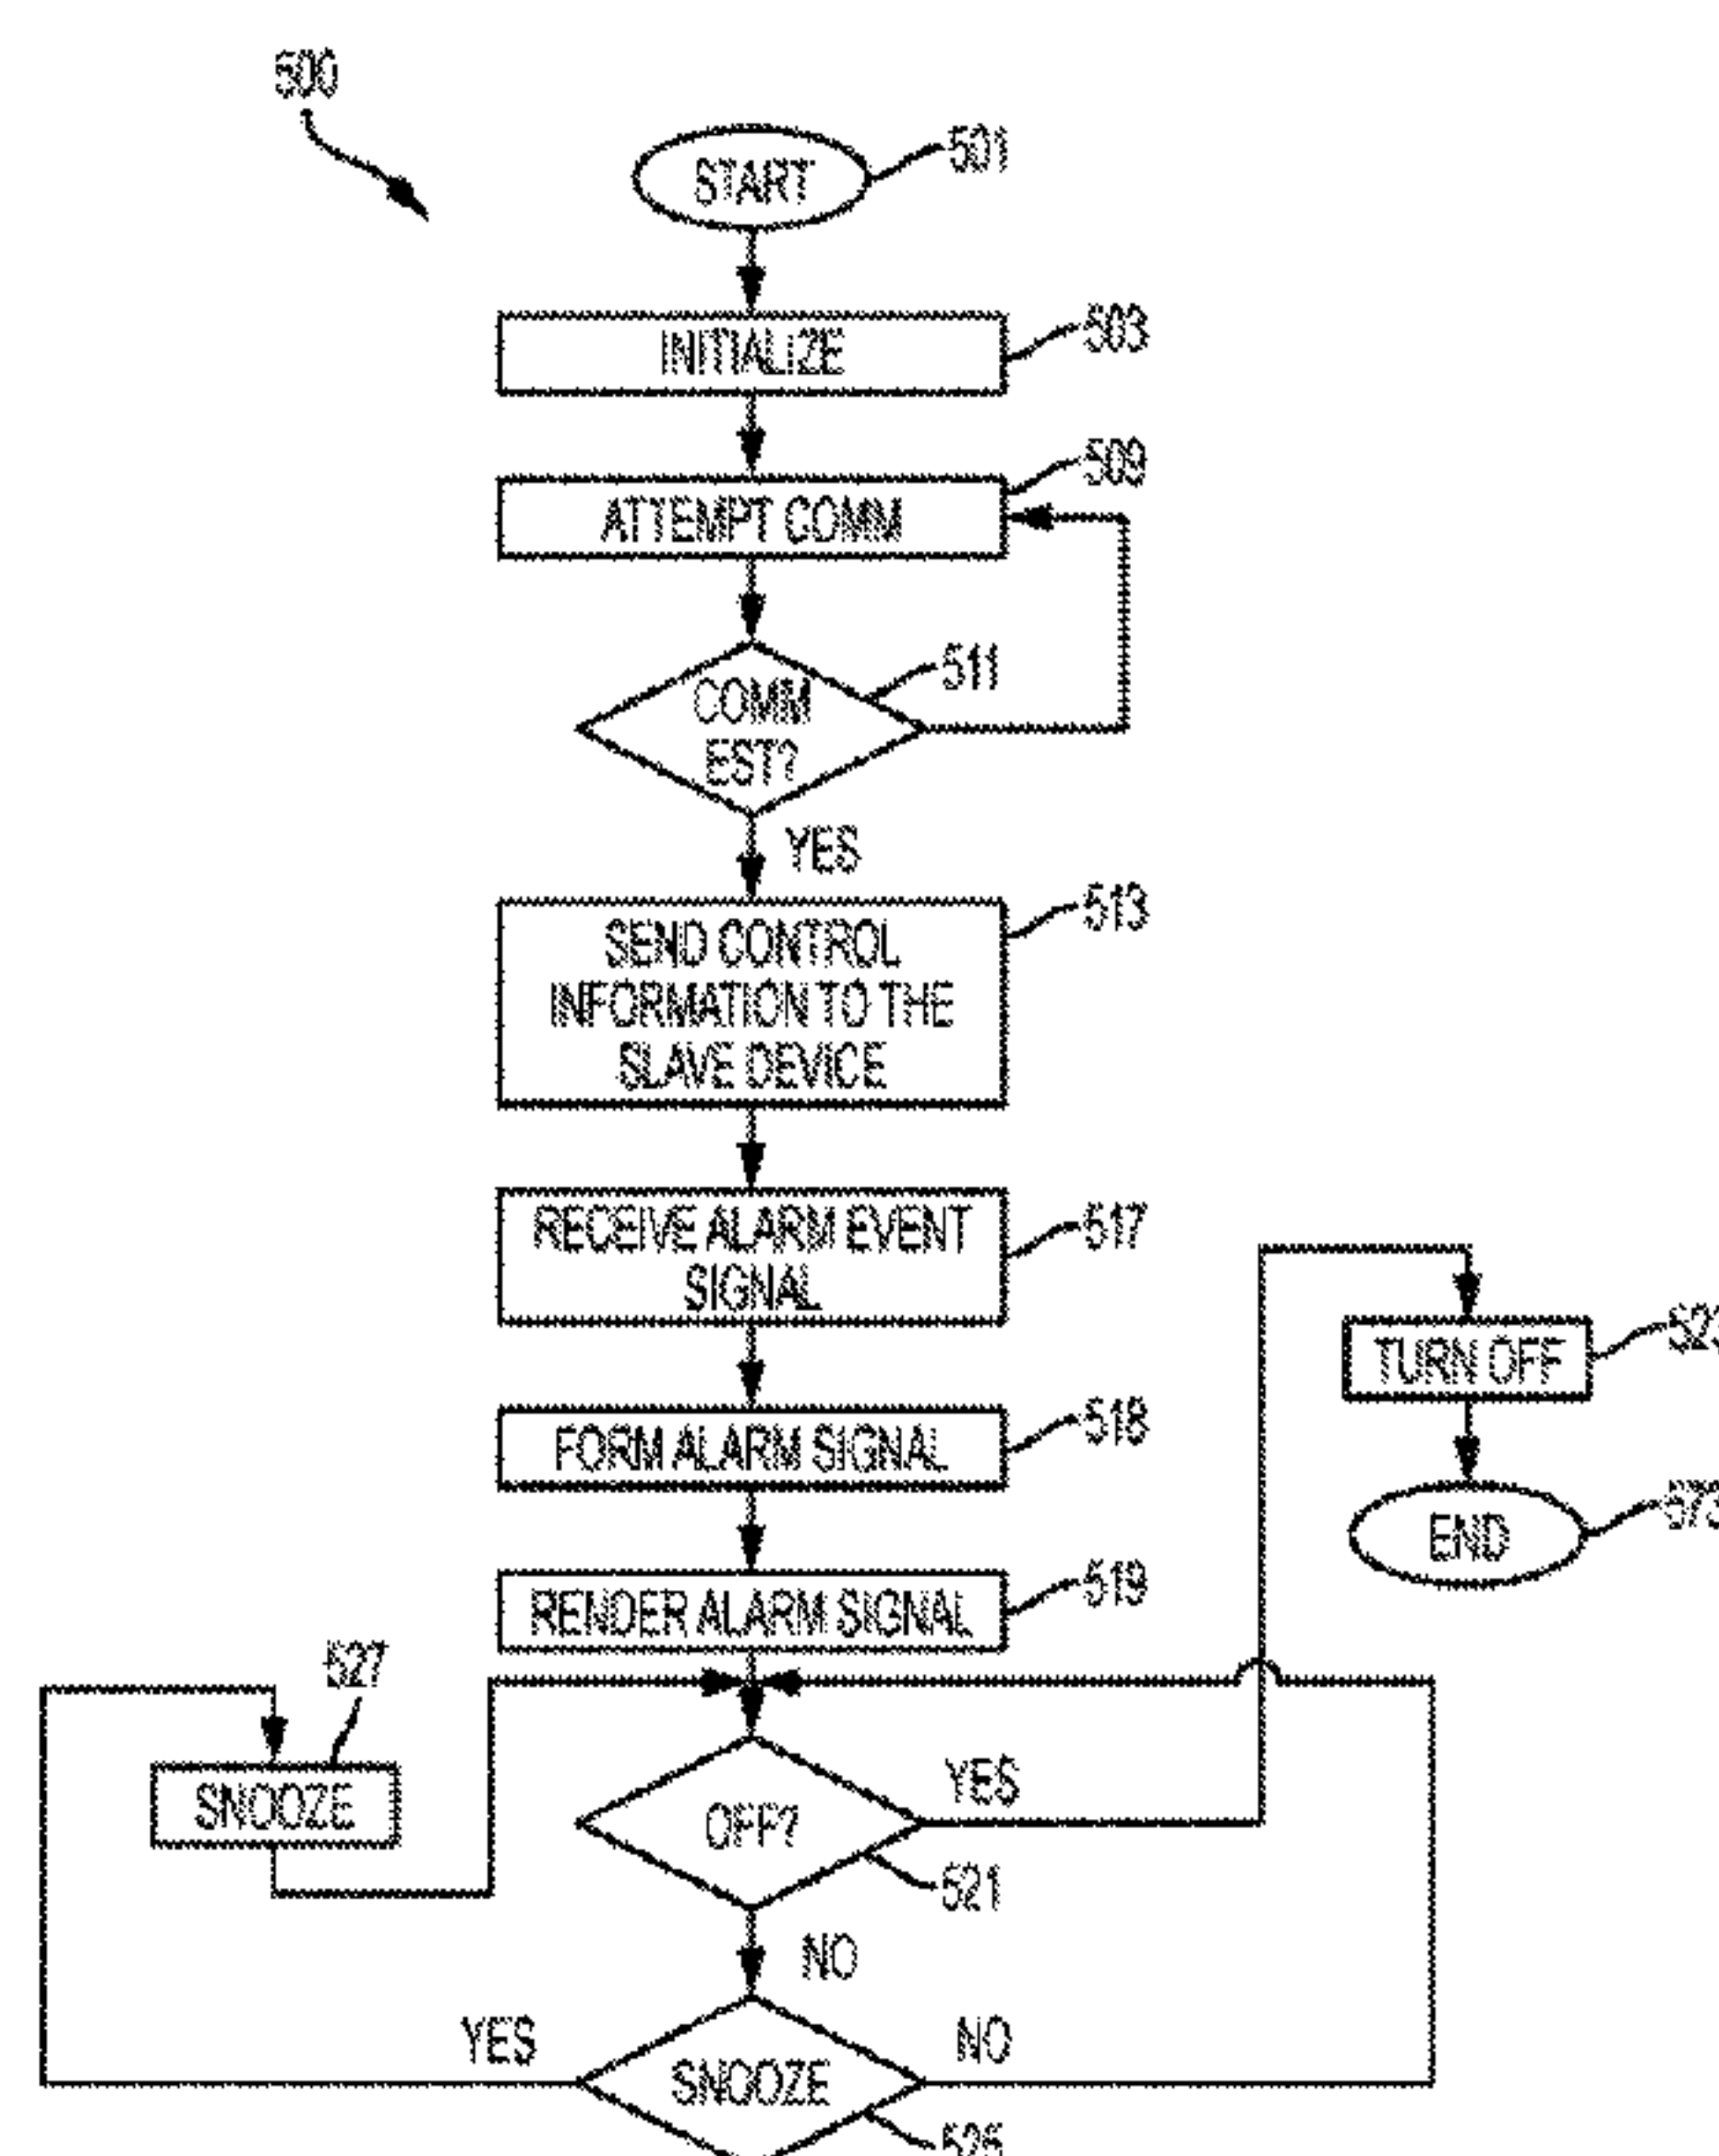 500
START
501
INITIALIZE
503
509
ATTEMPT COMM
511
COMM
EST?
YES
513
SEND CONTROL
INFORMATION TO THE
SLAVE DEVICE
RECEIVE ALARM EVENT
SIGNAL
517
TURN OFF
FORM ALARM SIGNAL
518
END
RENDER ALARM SIGNAL
519
527
SNOOZE
YES
OFF?
521
NO
YES
NO
SNOOZE